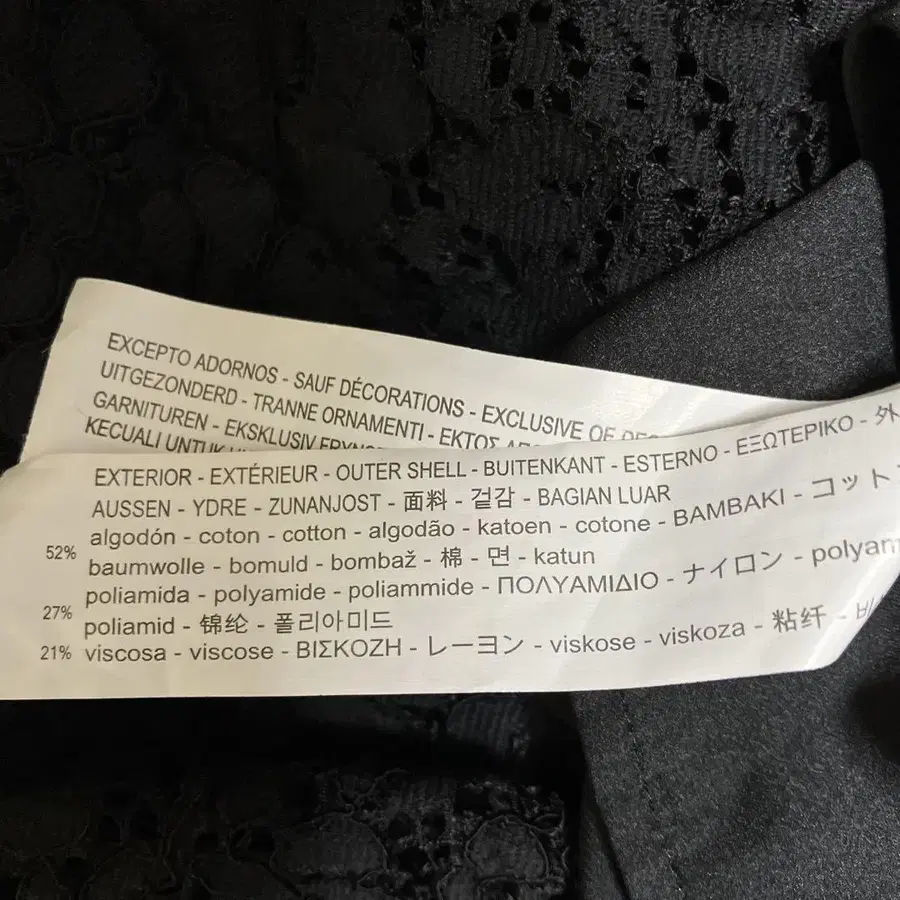 EXCEPTO ADORNOS - SAUF DÉCORATIONS - EXCLUSIVE OF
UITGEZONDERD - TRANNE ORNAMENTI - ΕΚΤΟΣ
GARNITUREN - EKSKLUSIV
KECUALI UNTUK
EXTERIOR - EXTÉRIEUR - OUTER SHELL - BUITENKANT - ESTERNO - ΕΞΩΤΕΡΙΚΟ - 外
AUSSEN - YDRE - ZUNANJOST - 面料 - 겉감 - BAGIAN LUAR
algodón - coton - cotton - algodão - katoen - cotone - BAMBAKI - コット
52% baumwolle - bomuld - bombaž - 棉 - 면 - katun
poliamida - polyamide - poliammide - ΠΟΛΥΑΜΙΔΙΟ - ナイロン - polyam
27% poliamid - 锦纶 - 폴리아미드
21% viscosa - viscose - ΒΙΣΚΟΖΗ - レーヨン - viskose - viskoza - 粘纤 -